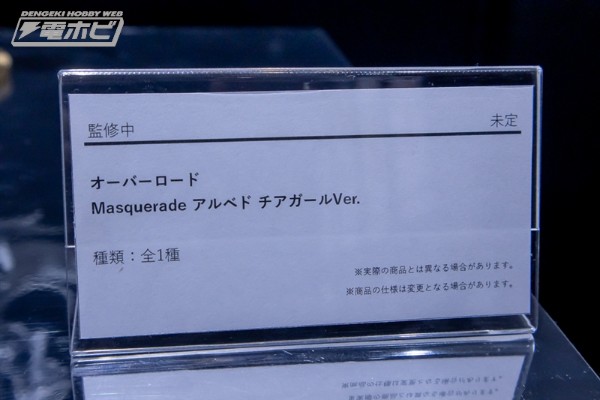 DENGEKI HOBBY WEB
電ホビ
監修中
未定
オーバーロード
Masquerade アルベド チアガールVer.
種類：全1種
※実際の商品とは異なる場合があります。
※商品の仕様は変更となる場合があります。